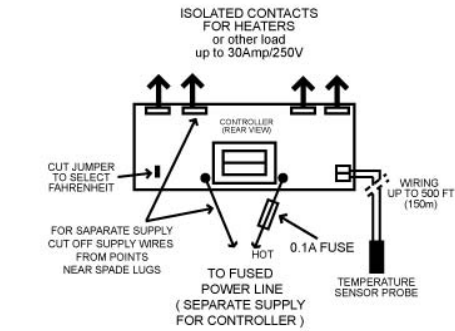 ISOLATED CONTACTS
FOR HEATERS
or other load
up to 30Amp/250V
CONTROLLER
(REAR VIEW)
CUT JUMPER
TO SELECT
FAHRENHEIT
WIRING
UP TO 500 FT
(150m)
FOR SAPARATE SUPPLY
CUT OFF SUPPLY WIRES
FROM POINTS
NEAR SPADE LUGS
HOT
0.1A FUSE
TO FUSED
POWER LINE
( SEPARATE SUPPLY
FOR CONTROLLER )
TEMPERATURE
SENSOR PROBE